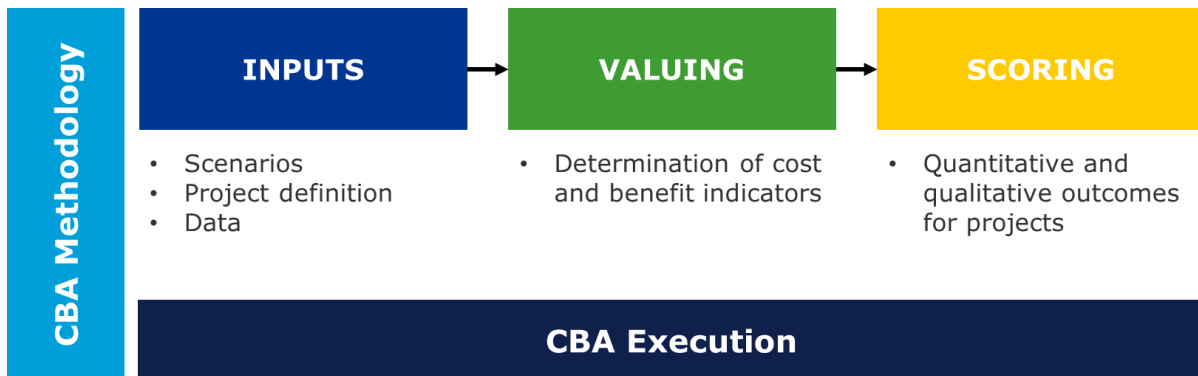 CBA Methodology
INPUTS
• Scenarios
• Project definition
• Data
VALUING
• Determination of cost
and benefit indicators
SCORING
• Quantitative and
qualitative outcomes
for projects
CBA Execution